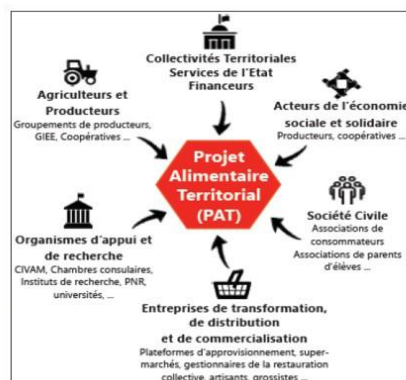 Collectivités Territoriales
Services de l'Etat
Financeurs
Agriculteurs et
Producteurs
Groupements de producteurs,
GIEE, Coopératives ...
Acteurs de l'économie
sociale et solidaire
Producteurs, coopératives ...
Projet
Alimentaire
Territorial
(PAT)
Organismes d'appui et
de recherche
CIVAM, Chambres consulaires,
Instituts de recherche, PNR,
universités, ...
Société Civile
Associations de
consommateurs
Associations de parents
d'élèves ...
Entreprises de transformation,
de distribution
et de commercialisation
Plateformes d'approvisionnement, super-
marchés, gestionnaires de la restauration
collective, artisants, grossistes ...